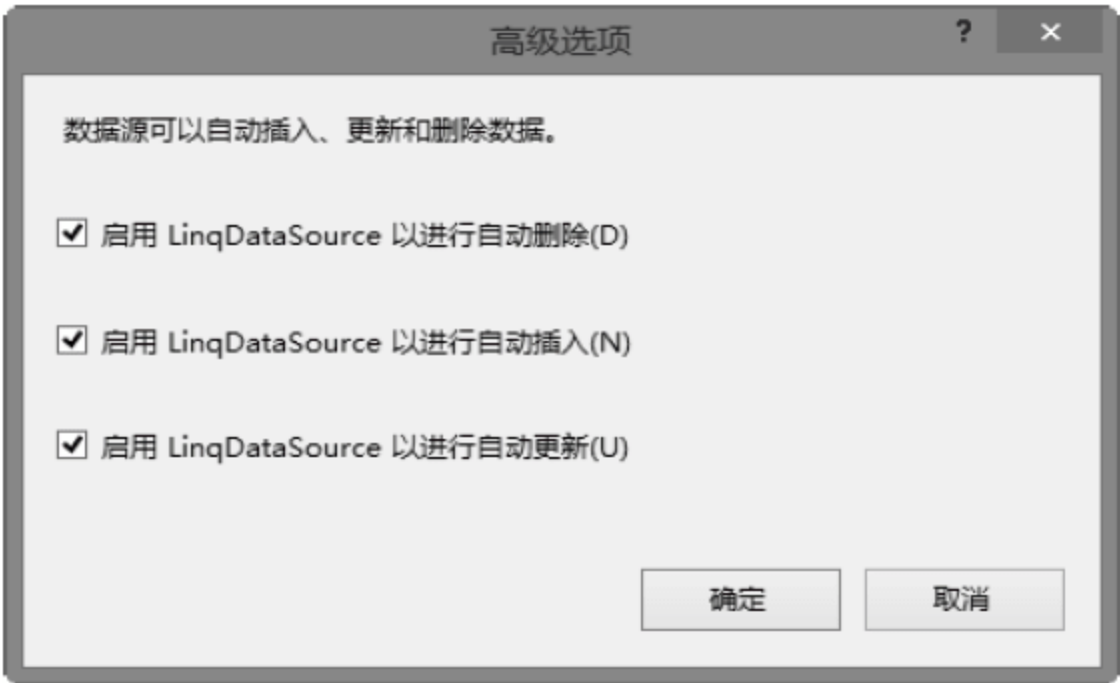 高级选项
?
×
数据源可以自动插入、更新和删除数据。
启用 LinqDataSource 以进行自动删除(D)
启用 LinqDataSource 以进行自动插入(N)
启用 LinqDataSource 以进行自动更新(U)
确定
取消